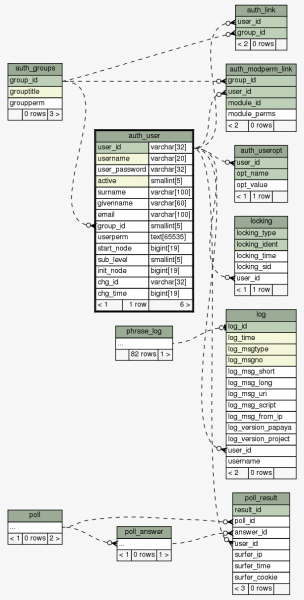 auth_link
user_id
group_id
< 2 0 rows
auth_groups
group_id
grouptitle
groupperm
0 rows 3 >
auth_modperm_link
group_id
user_id
module_id
module_perms
< 2 0 rows
auth_user
user_id varchar[32]
username varchar[20]
user_password varchar[32]
active smallint[5]
surname varchar[100]
givenname varchar[60]
email varchar[100]
group_id smallint[5]
userperm text[65535]
start_node bigint[19]
sub_level smallint[5]
init_node bigint[19]
chg_id varchar[32]
chg_time bigint[19]
< 1 1 row 6 >
auth_useropt
user_id
opt_name
opt_value
< 1 1 row
locking
locking_type
locking_ident
locking_time
locking_sid
user_id
< 1 1 row
phrase_log
...
82 rows 1 >
log
log_id
log_time
log_msgtype
log_msgno
log_msg_short
log_msg_long
log_msg_uri
log_msg_script
log_msg_from_ip
log_version_papaya
log_version_project
user_id
username
< 2 0 rows
poll
...
< 1 0 rows 2 >
poll_answer
...
< 1 0 rows 1 >
poll_result
result_id
poll_id
answer_id
user_id
surfer_ip
surfer_time
surfer_cookie
< 3 0 rows